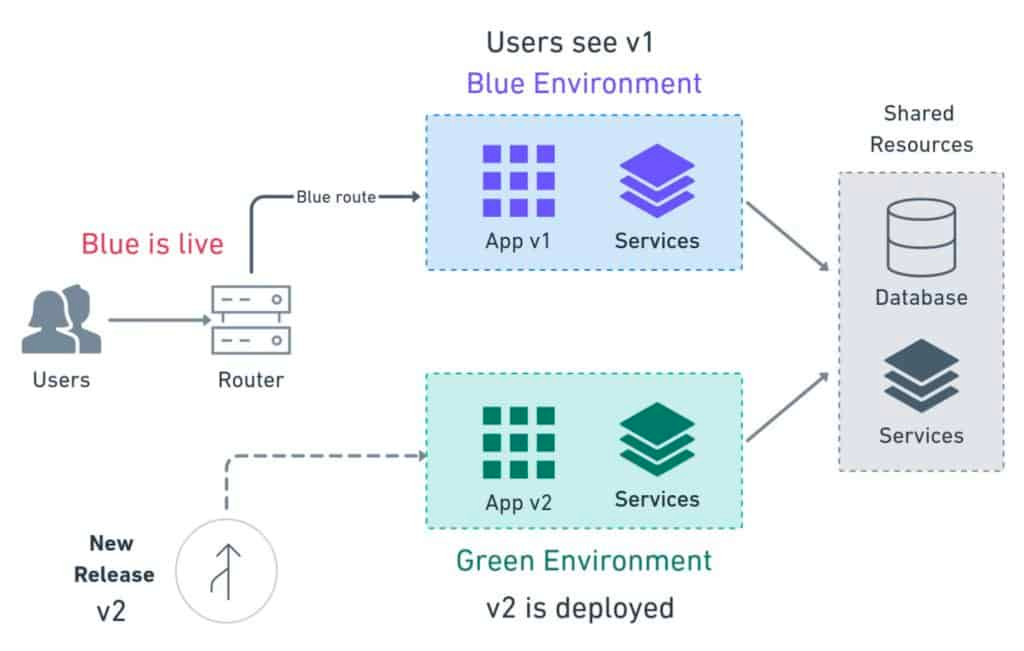 Users see v1
Blue Environment
Shared
Resources
Blue route
App v1
Services
Blue is live
Database
Users
Router
Services
App v2
Services
New
Release
v2
Green Environment
v2 is deployed